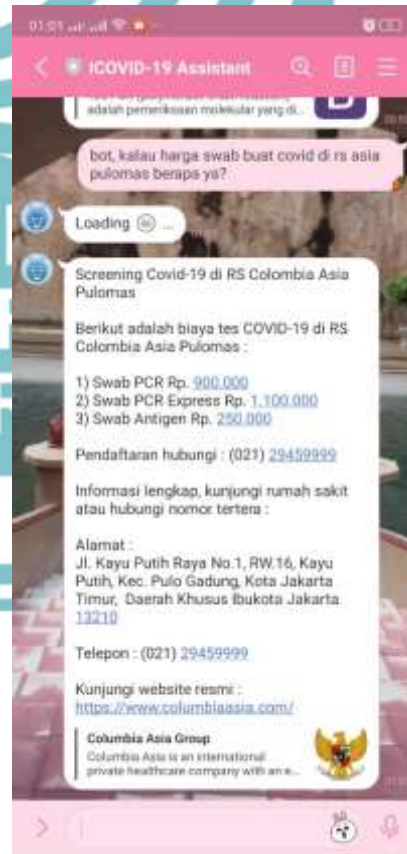 01:01
ICOVID-19 Assistant
adalah pemeriksaan molekular yang di...
bot, kalau harga swab buat covid di rs asia
pulomas berapa ya?
Loading ...
Screening Covid-19 di RS Colombia Asia
Pulomas
Berikut adalah biaya tes COVID-19 di RS
Colombia Asia Pulomas :
1) Swab PCR Rp. 900.000
2) Swab PCR Express Rp. 1.100.000
3) Swab Antigen Rp. 250.000
Pendaftaran hubungi : (021) 29459999
Informasi lengkap, kunjungi rumah sakit
atau hubungi nomor tertera :
Alamat :
Jl. Kayu Putih Raya No.1, RW.16, Kayu
Putih, Kec. Pulo Gadung, Kota Jakarta
Timur, Daerah Khusus Ibukota Jakarta
13210
Telepon : (021) 29459999
Kunjungi website resmi :
https://www.columbiaasia.com/
Columbia Asia Group
Columbia Asia is an international
private healthcare company with an e...